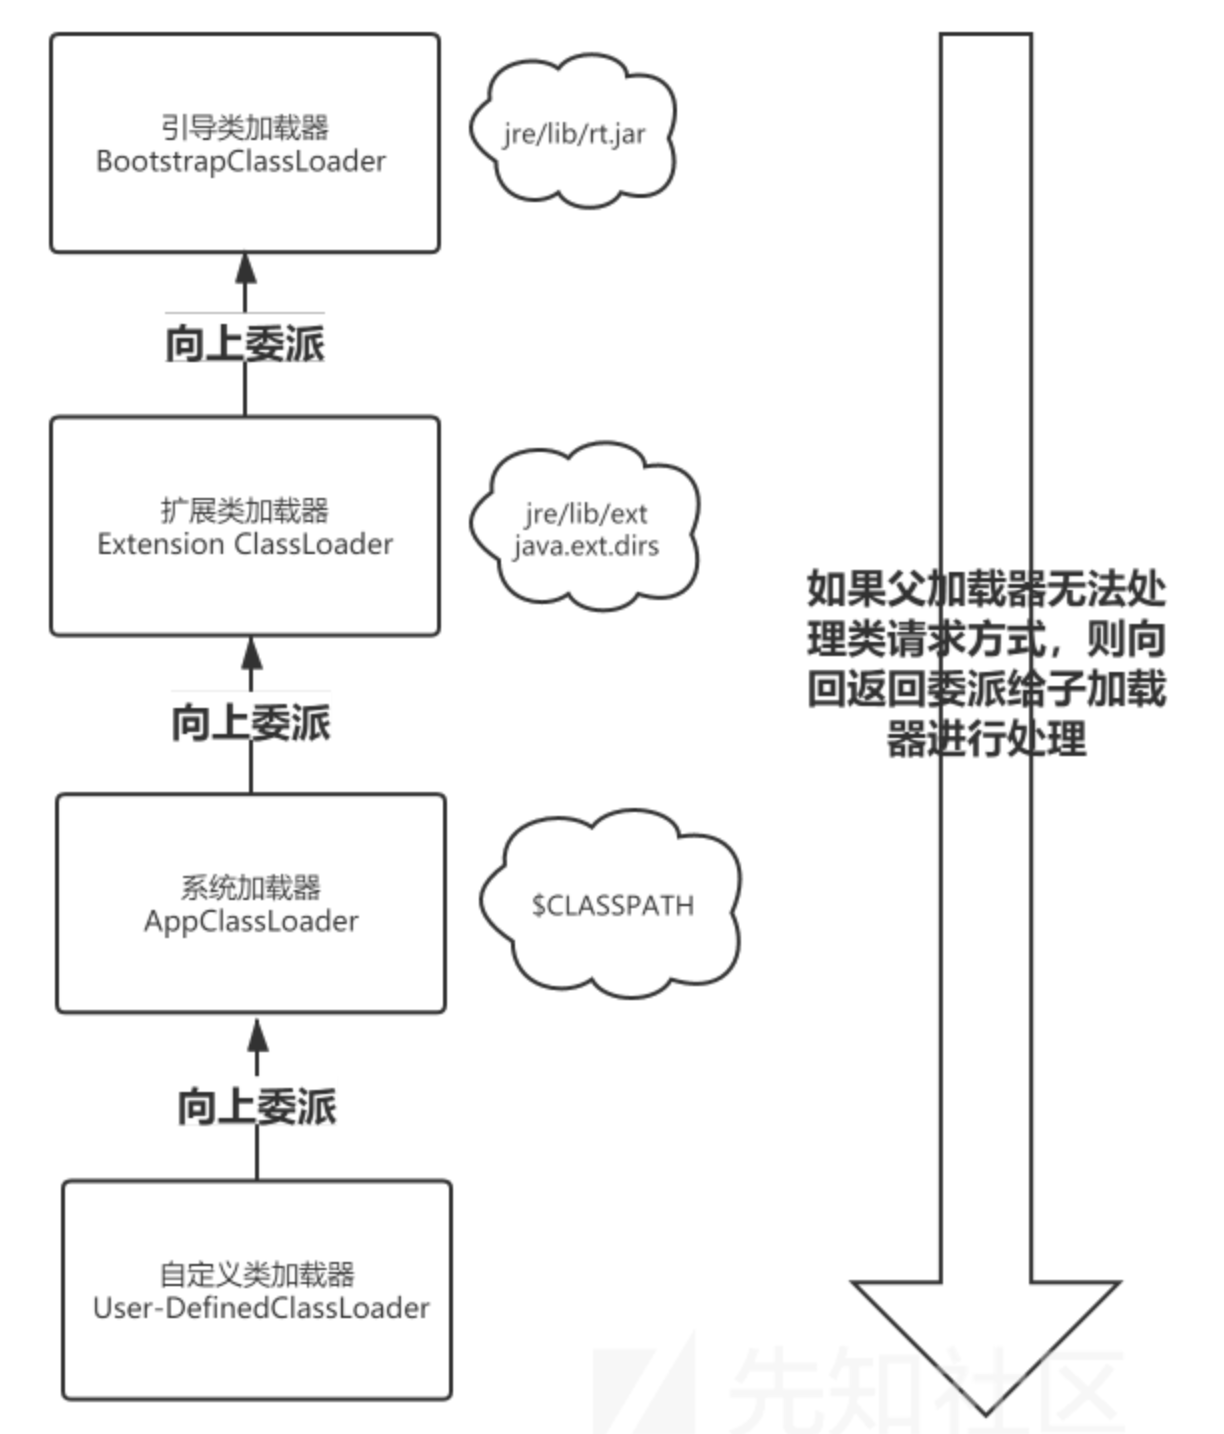 引导类加载器
BootstrapClassLoader
jre/lib/rt.jar
向上委派
扩展类加载器
Extension ClassLoader
jre/lib/ext
java.ext.dirs
如果父加载器无法处
理类请求方式，则向
回返回委派给子加载
器进行处理
向上委派
系统加载器
AppClassLoader
$CLASSPATH
向上委派
自定义类加载器
User-DefinedClassLoader
先知社区